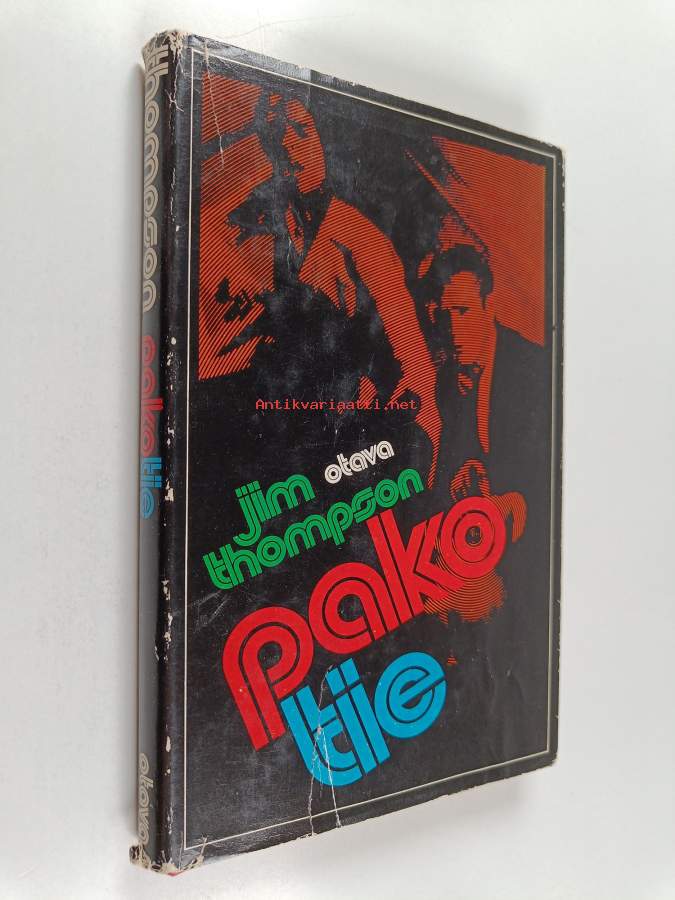 thompson pako tie otava
Antikvariaatti.net
otava
jim
thompson
pako
tie